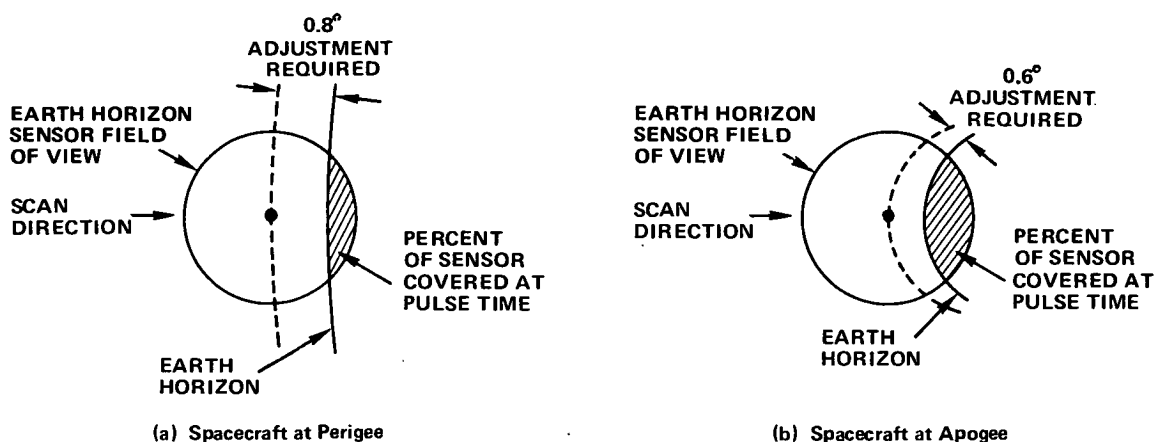 0.8°
ADJUSTMENT
REQUIRED
EARTH HORIZON
SENSOR FIELD
OF VIEW
SCAN
DIRECTION
PERCENT
OF SENSOR
COVERED AT
PULSE TIME
EARTH
HORIZON
(a) Spacecraft at Perigee
0.6°
ADJUSTMENT
REQUIRED
EARTH HORIZON
SENSOR FIELD
OF VIEW
SCAN
DIRECTION
PERCENT
OF SENSOR
COVERED AT
PULSE TIME
EARTH
HORIZON
(b) Spacecraft at Apogee